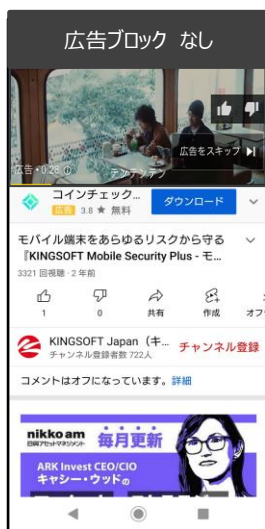 広告ブロック なし
広告をスキップ
広告・0:28
テンテンテン
コインチェック...
広告 3.8 ★ 無料
ダウンロード
モバイル端末をあらゆるリスクから守る
『KINGSOFT Mobile Security Plus - モ...
3321 回視聴・2 年前
1
0
共有
作成
オフ
KINGSOFT Japan（キ...
チャンネル登録者数 722人
チャンネル登録
コメントはオフになっています。詳細
nikko am
日興アセットマネジメント
毎月更新
ARK Invest CEO/CIO
キャシー・ウッドの